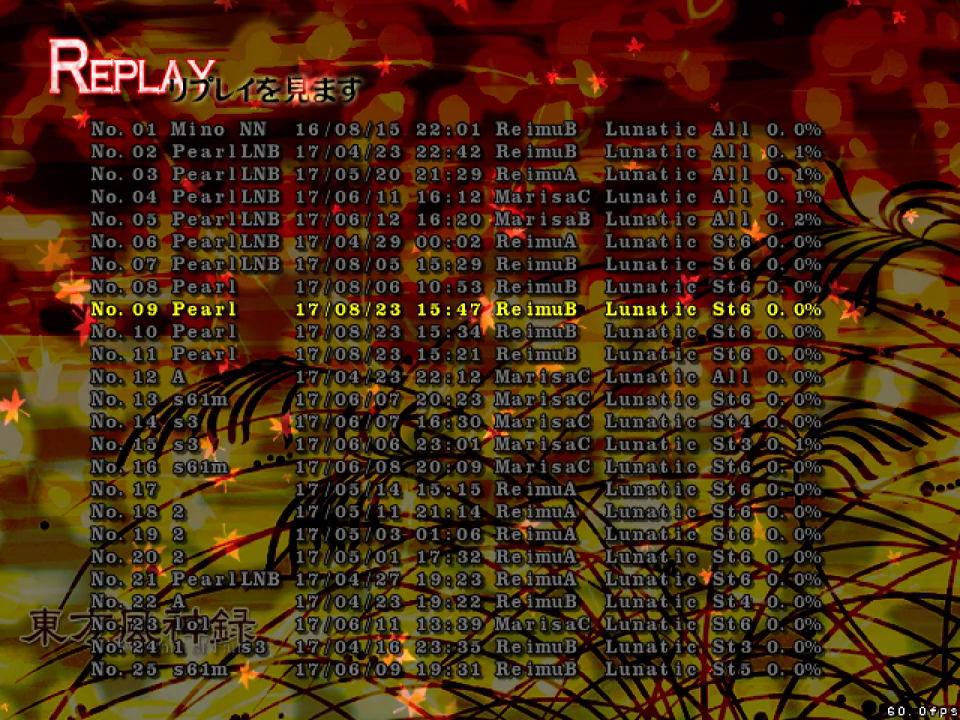 REPLAY
リプレイを見ます
No. 01 Mino NN 16/08/15 22:01 ReimuB Lunatic All 0.0%
No. 02 PearlLNB 17/04/23 22:42 ReimuB Lunatic All 0.1%
No. 03 PearlLNB 17/05/20 21:29 ReimuA Lunatic All 0.1%
No. 04 PearlLNB 17/06/11 16:12 MarisaC Lunatic All 0.1%
No. 05 PearlLNB 17/06/12 16:20 MarisaB Lunatic All 0.2%
No. 06 PearlLNB 17/04/29 00:02 ReimuA Lunatic St6 0.0%
No. 07 PearlLNB 17/08/05 15:29 ReimuB Lunatic St6 0.0%
No. 08 Pearl 17/08/06 10:53 ReimuB Lunatic St6 0.0%
No. 09 Pearl 17/08/23 15:47 ReimuB Lunatic St6 0.0%
No. 10 Pearl 17/08/23 15:34 ReimuB Lunatic St6 0.0%
No. 11 Pearl 17/08/23 15:21 ReimuB Lunatic St6 0.0%
No. 12 A 17/04/23 22:12 MarisaC Lunatic All 0.0%
No. 13 s61m 17/06/07 20:23 MarisaC Lunatic St6 0.0%
No. 14 s3 17/06/07 16:30 MarisaC Lunatic St4 0.0%
No. 15 s3 17/06/06 23:01 MarisaC Lunatic St3 0.1%
No. 16 s61m 17/06/08 20:09 MarisaC Lunatic St6 0.0%
No. 17 17/05/14 15:15 ReimuA Lunatic St6 0.0%
No. 18 2 17/05/11 21:14 ReimuA Lunatic St6 0.0%
No. 19 2 17/05/03 01:06 ReimuA Lunatic St6 0.0%
No. 20 2 17/05/01 17:32 ReimuA Lunatic St6 0.0%
No. 21 PearlLNB 17/04/27 19:23 ReimuA Lunatic St6 0.0%
No. 22 A 17/04/23 19:22 ReimuB Lunatic St4 0.0%
No. 23 17/06/11 13:39 MarisaC Lunatic St6 0.0%
No. 24 1 s3 17/04/16 23:35 ReimuB Lunatic St3 0.0%
No. 25 s61m 17/06/09 19:31 MarisaC Lunatic St5 0.0%
東方風神録
60.0fps